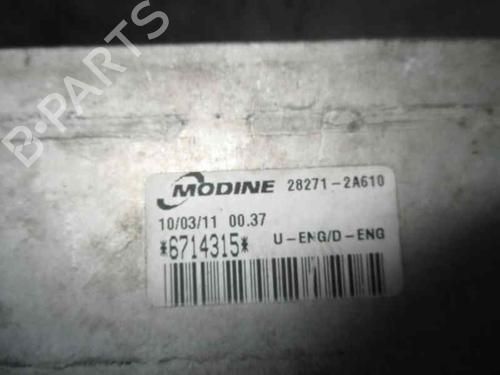 B-PARTS
MODINE 28271-2A610
10/03/11 00.37
*6714315* U-ENG/D-ENG